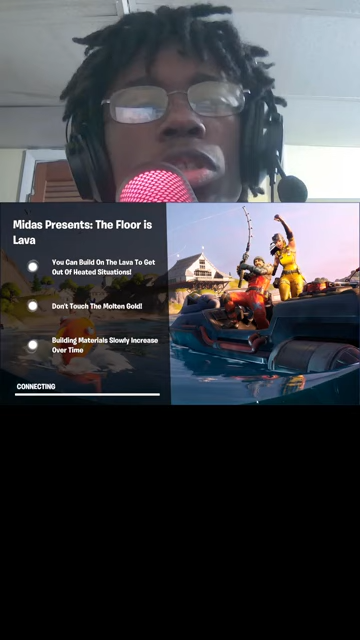 Midas Presents: The Floor is
Lava
You Can Build On The Lava To Get
Out Of Heated Situations!
Don't Touch The Molten Gold!
Building Materials Slowly Increase
Over Time
CONNECTING